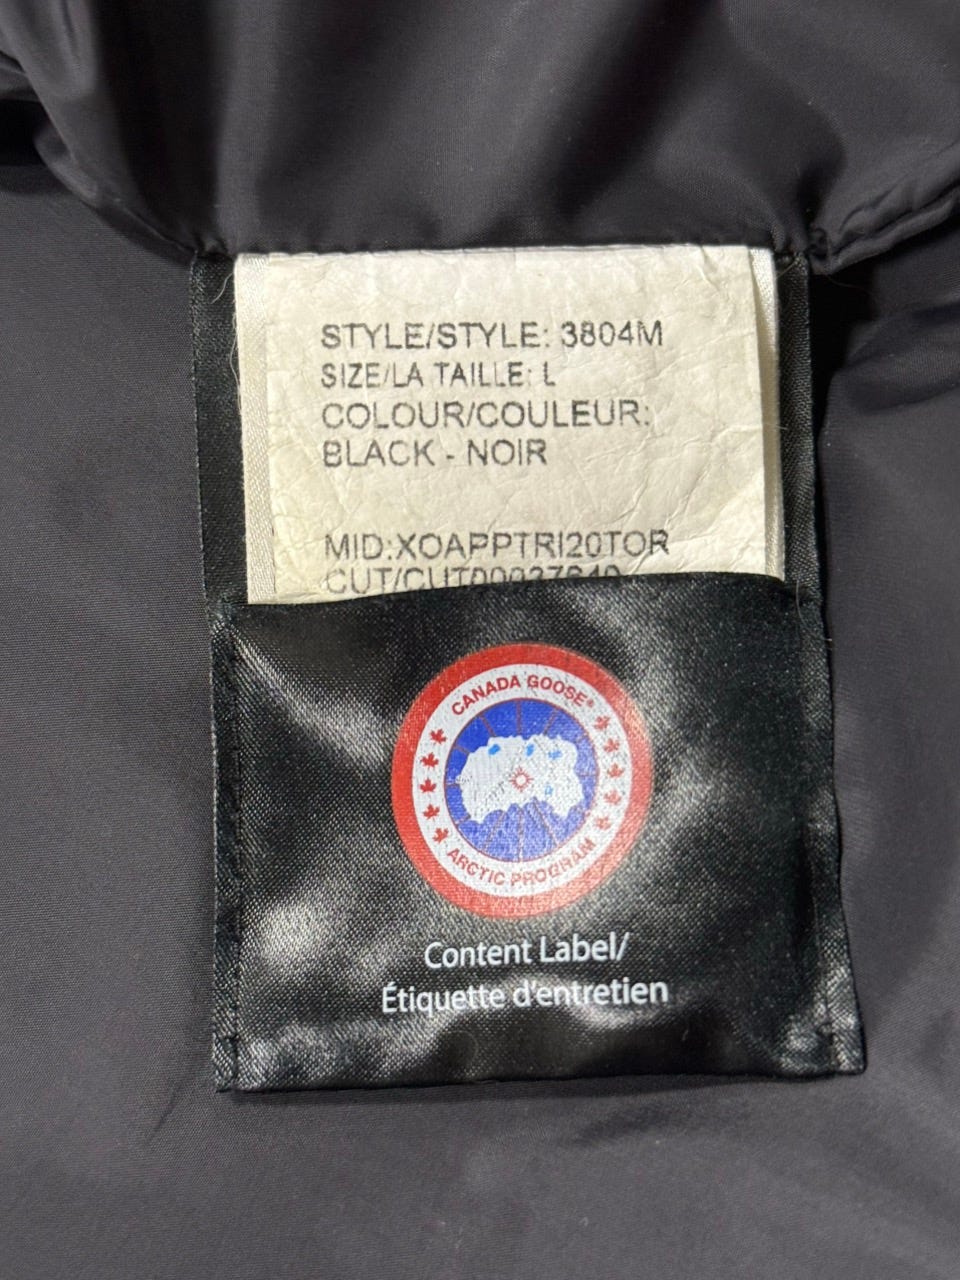 STYLE/STYLE: 3804M
SIZE/LA TAILLE: L
COLOUR/COULEUR:
BLACK - NOIR
MID:XOAPPTRI20TOR
CANADA GOOSE®
ARCTIC PROGRAM
Content Label/
Étiquette d'entretien